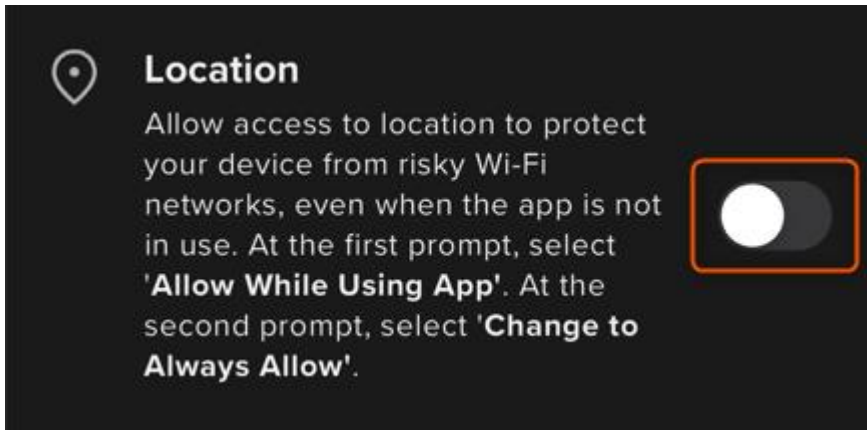 Location
Allow access to location to protect
your device from risky Wi-Fi
networks, even when the app is not
in use. At the first prompt, select
'Allow While Using App'. At the
second prompt, select 'Change to
Always Allow'.